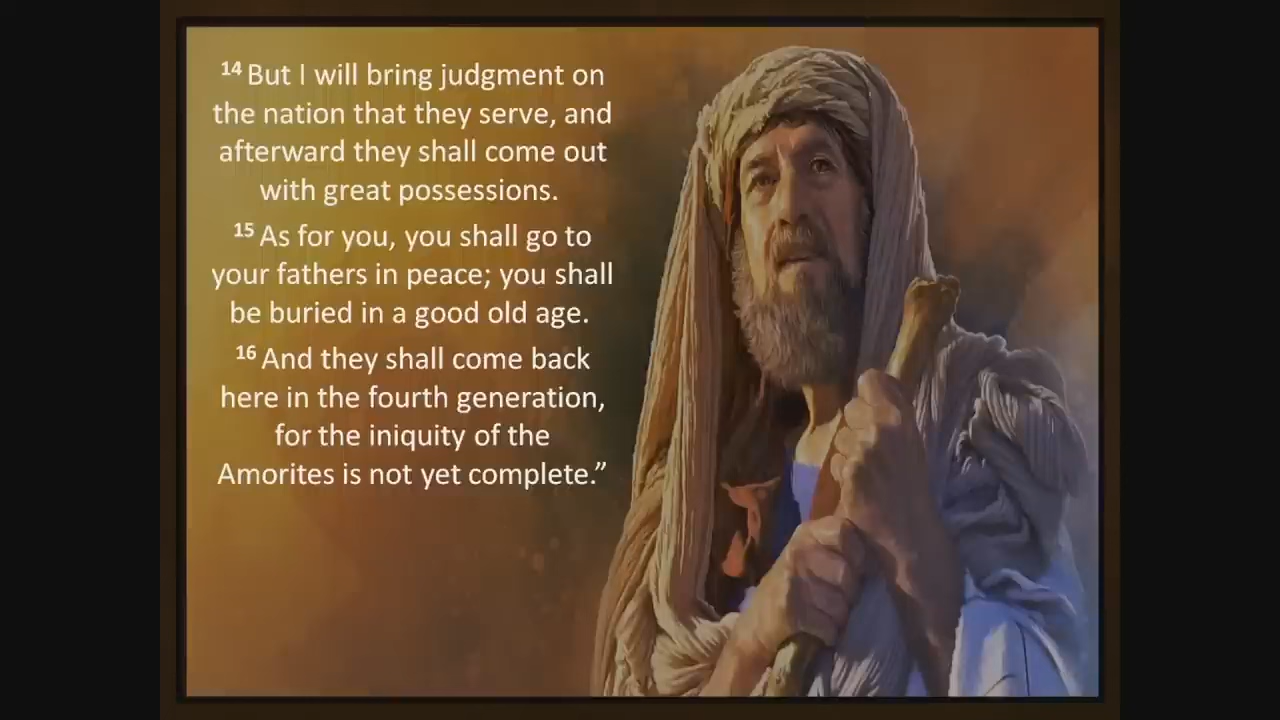 14 But I will bring judgment on
the nation that they serve, and
afterward they shall come out
with great possessions.
15 As for you, you shall go to
your fathers in peace; you shall
be buried in a good old age.
16 And they shall come back
here in the fourth generation,
for the iniquity of the
Amorites is not yet complete.”